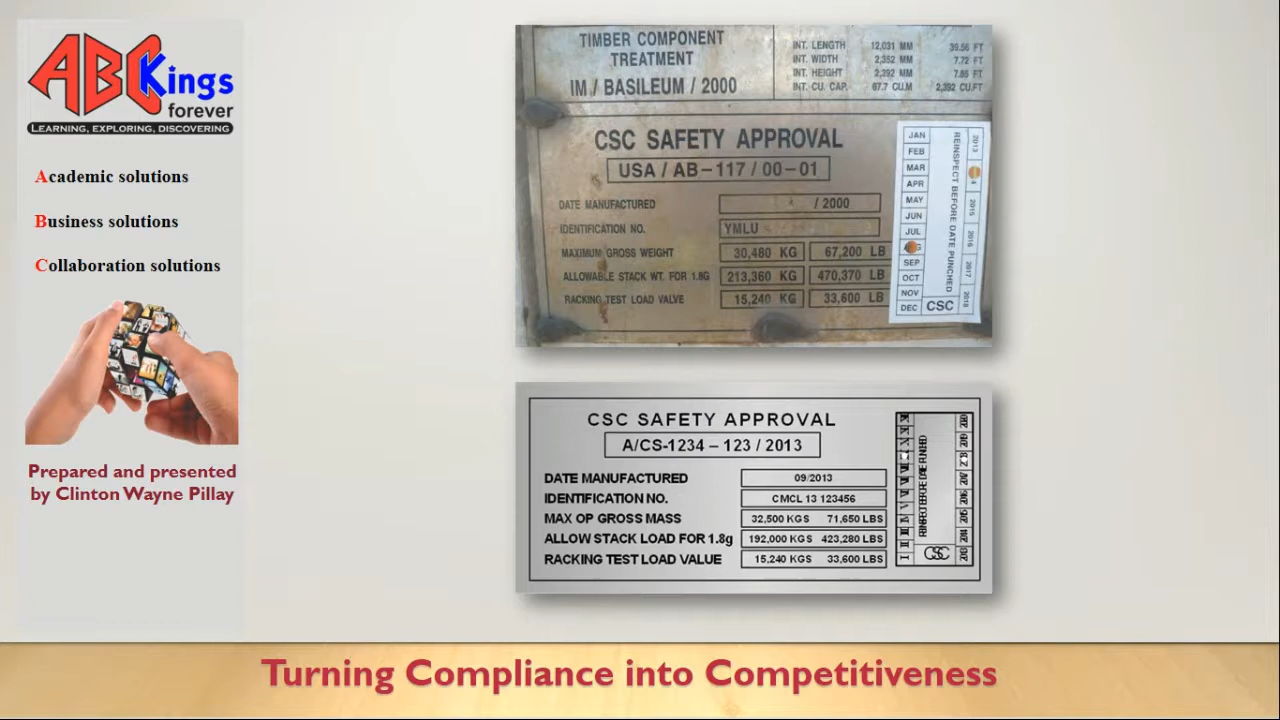 ABCKings
forever
LEARNING, EXPLORING, DISCOVERING
Academic solutions
Business solutions
Collaboration solutions
Prepared and presented
by Clinton Wayne Pillay
TIMBER COMPONENT
TREATMENT
IM / BASILEUM / 2000
INT. LENGTH 12,031 MM 39.56 FT
INT. WIDTH 2,352 MM 7.72 FT
INT. HEIGHT 2,392 MM 7.85 FT
INT. CU. CAP. 67.7 CU.M 2,392 CU.FT
CSC SAFETY APPROVAL
USA / AB-117 / 00-01
DATE MANUFACTURED / 2000
IDENTIFICATION NO. YMLU
MAXIMUM GROSS WEIGHT 30,480 KG 67,200 LB
ALLOWABLE STACK WT. FOR 1.8G 213,360 KG 470,370 LB
RACKING TEST LOAD VALVE 15,240 KG 33,600 LB
JAN
FEB
MAR
APR
MAY
JUN
JUL
SEP
OCT
NOV
DEC
REINSPECT BEFORE DATE PUNCHED
CSC
2013
2015
2016
2017
2018
CSC SAFETY APPROVAL
A/CS-1234 – 123 / 2013
DATE MANUFACTURED 09/2013
IDENTIFICATION NO. CMCL 13 123456
MAX OP GROSS MASS 32,500 KGS 71,650 LBS
ALLOW STACK LOAD FOR 1.8g 192,000 KGS 423,280 LBS
RACKING TEST LOAD VALUE 15,240 KGS 33,600 LBS
CSC
Turning Compliance into Competitiveness